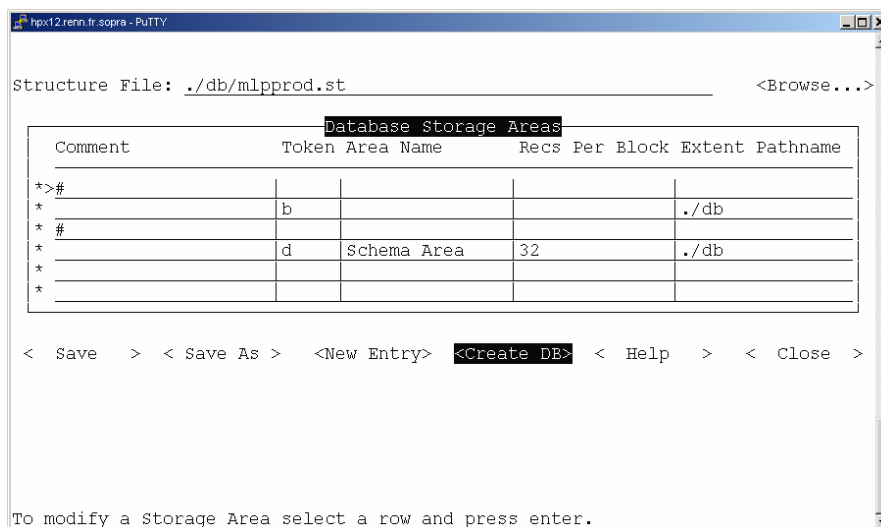 hpx12.renn.fr.sopra - PuTTY
Structure File: ./db/mlpprod.st <Browse...>
Database Storage Areas
Comment Token Area Name Recs Per Block Extent Pathname
*>#
* b ./db
* #
* d Schema Area 32 ./db
*
*
< Save > < Save As > <New Entry> <Create DB> < Help > < Close >
To modify a Storage Area select a row and press enter.